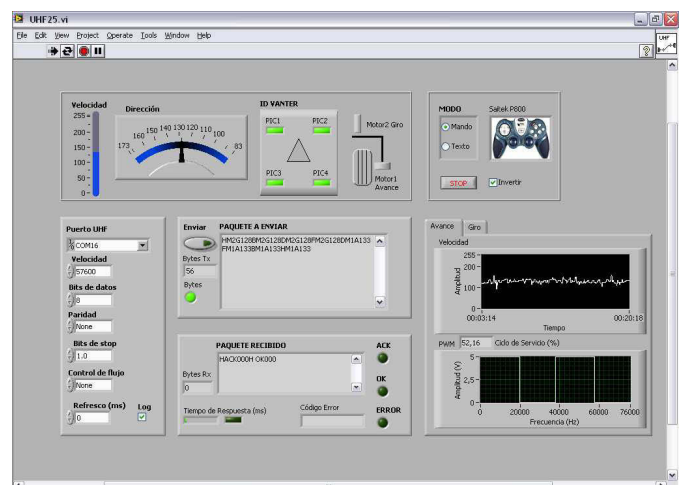 UHF25.vi
File Edit View Project Operate Tools Window Help
UHF
Velocidad
255
200
150
100
50
0
Dirección
173 160 150 140 130 120 110 100 83
ID VANTER
PIC1 PIC2
PIC3 PIC4
Motor2 Giro
Motor1
Avance
MODO
Mando
Texto
Saitek P800
STOP
Invertir
Puerto UHF
COM16
Velocidad
57600
Bits de datos
8
Paridad
None
Bits de stop
1.0
Control de flujo
None
Refresco (ms)
0
Log
Enviar
PAQUETE A ENVIAR
HM2G128BM2G128DM2G128FM2G128DM1A133
FM1A133BM1A133HM1A133
Bytes Tx
56
Bytes
PAQUETE RECIBIDO
HACK000H OK000
Bytes Rx
0
Tiempo de Respuesta (ms)
Código Error
ACK
OK
ERROR
Avance Giro
Velocidad
Amplitud
255
200
100
0
00:03:14 00:20:18
Tiempo
PWM 52,16 Ciclo de Servicio (%)
Amplitud (V)
5
2,5
0
0 20000 40000 60000 76000
Frecuencia (Hz)